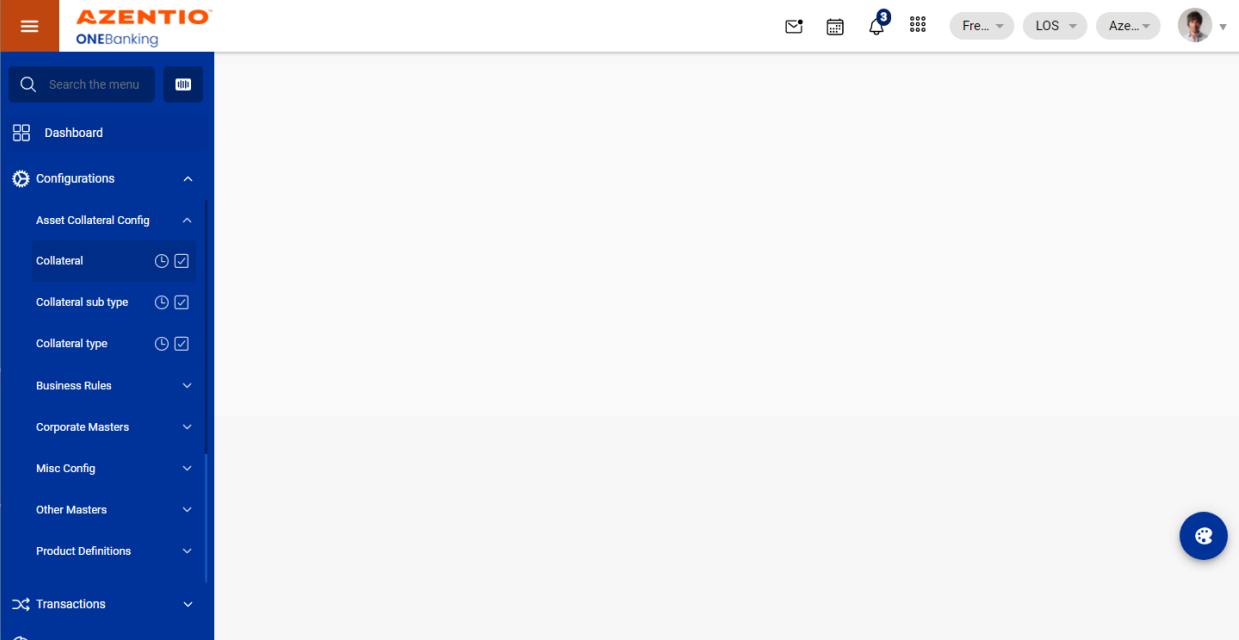 AZENTIO™
ONEBanking
3
Fre...
LOS
Aze...
Search the menu
Dashboard
Configurations
Asset Collateral Config
Collateral
Collateral sub type
Collateral type
Business Rules
Corporate Masters
Misc Config
Other Masters
Product Definitions
Transactions